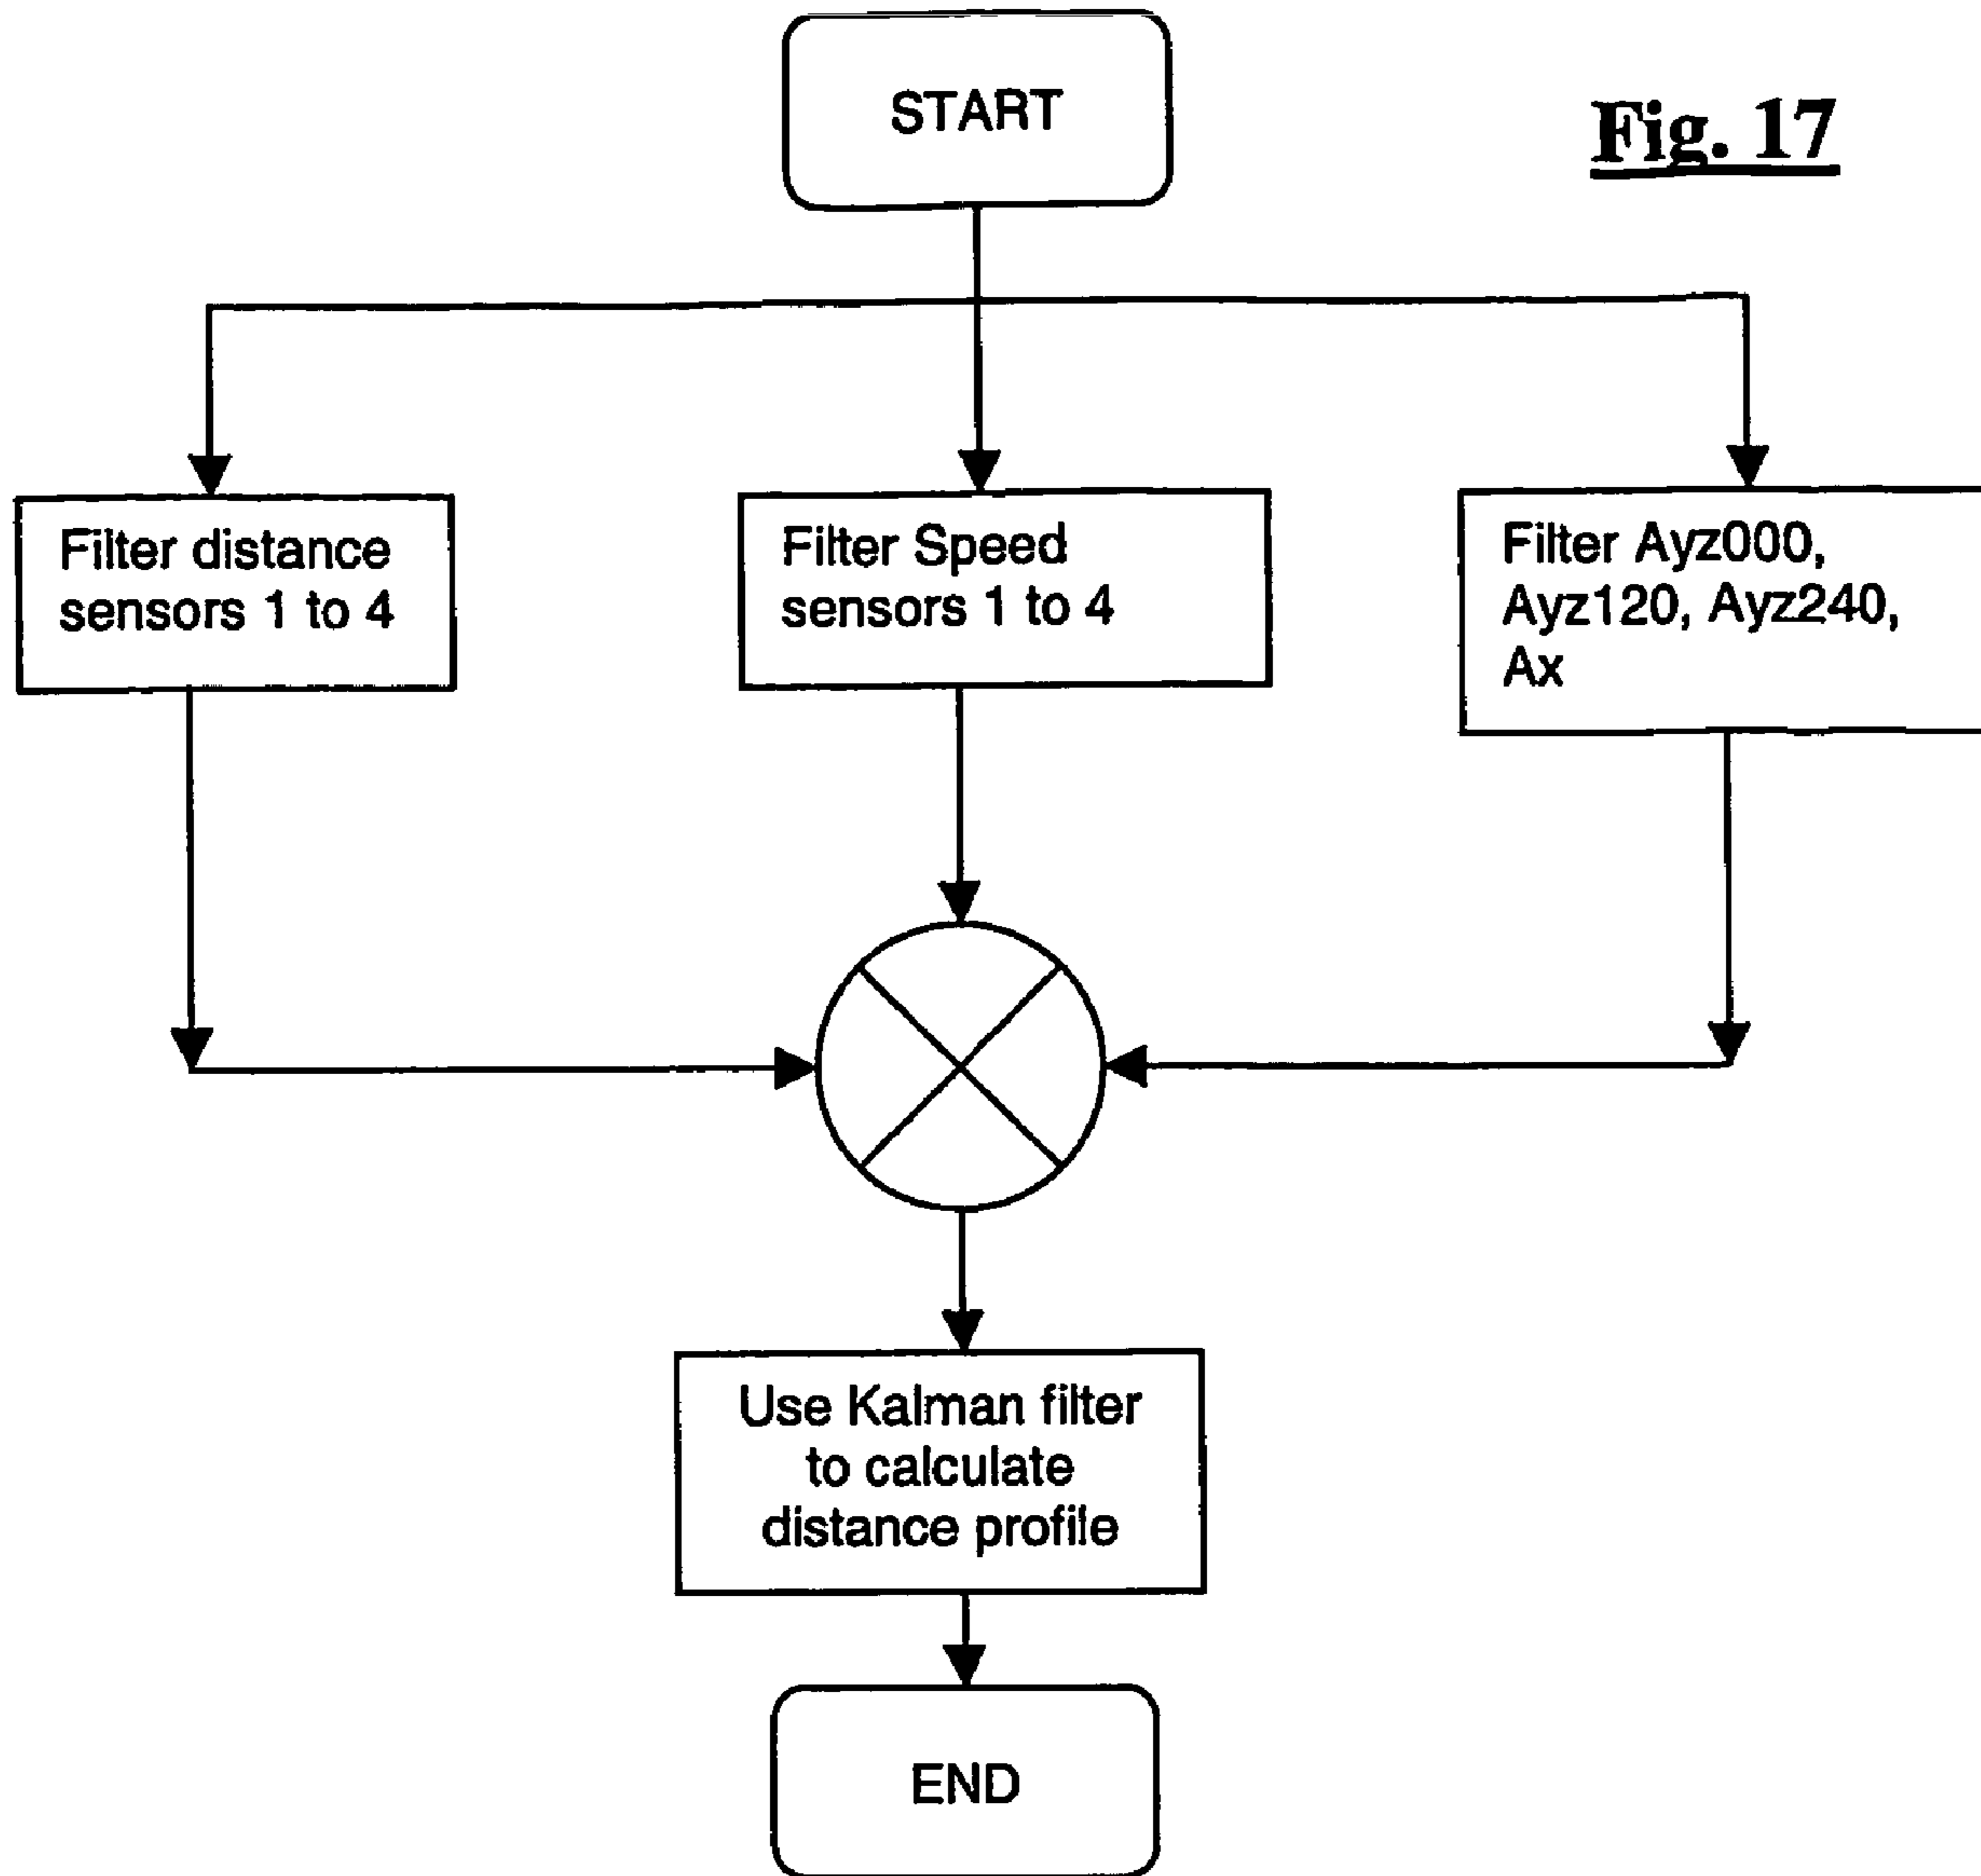 START
Fig. 17
Filter distance
sensors 1 to 4
Filter Speed
sensors 1 to 4
Filter Ayz000,
Ayz120, Ayz240,
Ax
Use Kalman filter
to calculate
distance profile
END